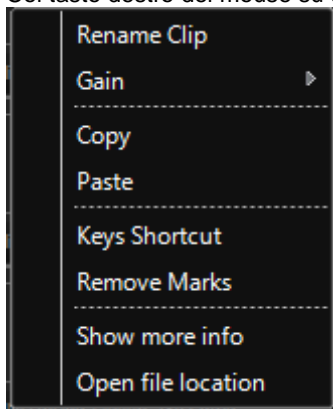 Rename Clip
Gain
Copy
Paste
Keys Shortcut
Remove Marks
Show more info
Open file location